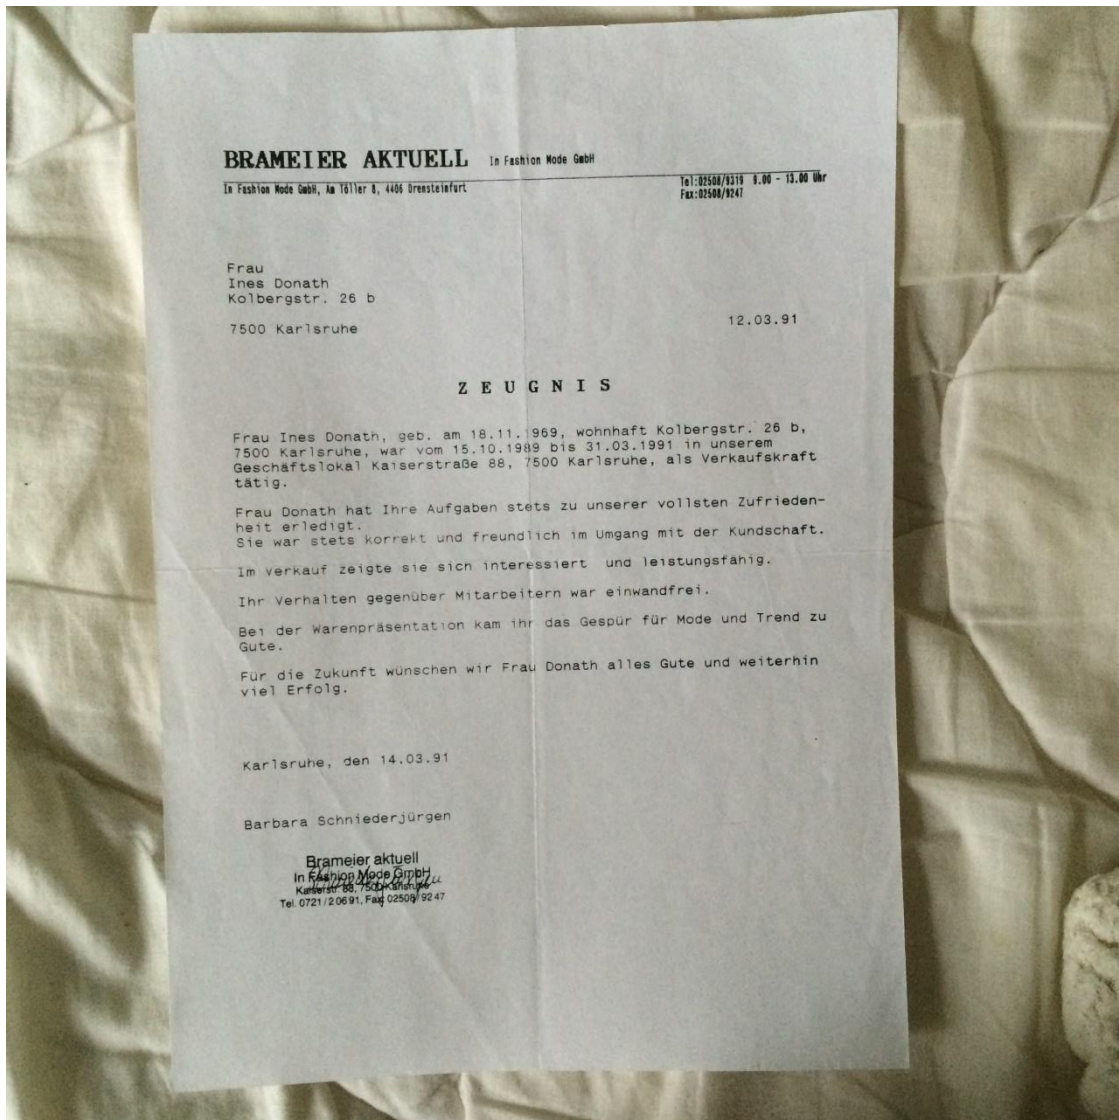 BRAMEIER AKTUELL In Fashion Mode GmbH
In Fashion Mode GmbH, Am Töller 8, 4406 Drensteinfurt
Tel:02508/9319 9.00 - 13.00 Uhr
Fax:02508/9247
Frau
Ines Donath
Kolbergstr. 26 b
7500 Karlsruhe
12.03.91
Z E U G N I S
Frau Ines Donath, geb. am 18.11.1969, wohnhaft Kolbergstr. 26 b,
7500 Karlsruhe, war vom 15.10.1989 bis 31.03.1991 in unserem
Geschäftslokal Kaiserstraße 88, 7500 Karlsruhe, als Verkaufskraft
tätig.
Frau Donath hat Ihre Aufgaben stets zu unserer vollsten Zufrieden-
heit erledigt.
Sie war stets korrekt und freundlich im Umgang mit der Kundschaft.
Im Verkauf zeigte sie sich interessiert und leistungsfähig.
Ihr Verhalten gegenüber Mitarbeitern war einwandfrei.
Bei der Warenpräsentation kam ihr das Gespür für Mode und Trend zu
Gute.
Für die Zukunft wünschen wir Frau Donath alles Gute und weiterhin
viel Erfolg.
Karlsruhe, den 14.03.91
Barbara Schniederjürgen
Brameier aktuell
In Fashion Mode GmbH
Kaiserstr. 88, 7500 Karlsruhe
Tel. 0721/20691, Fax 02508/9247